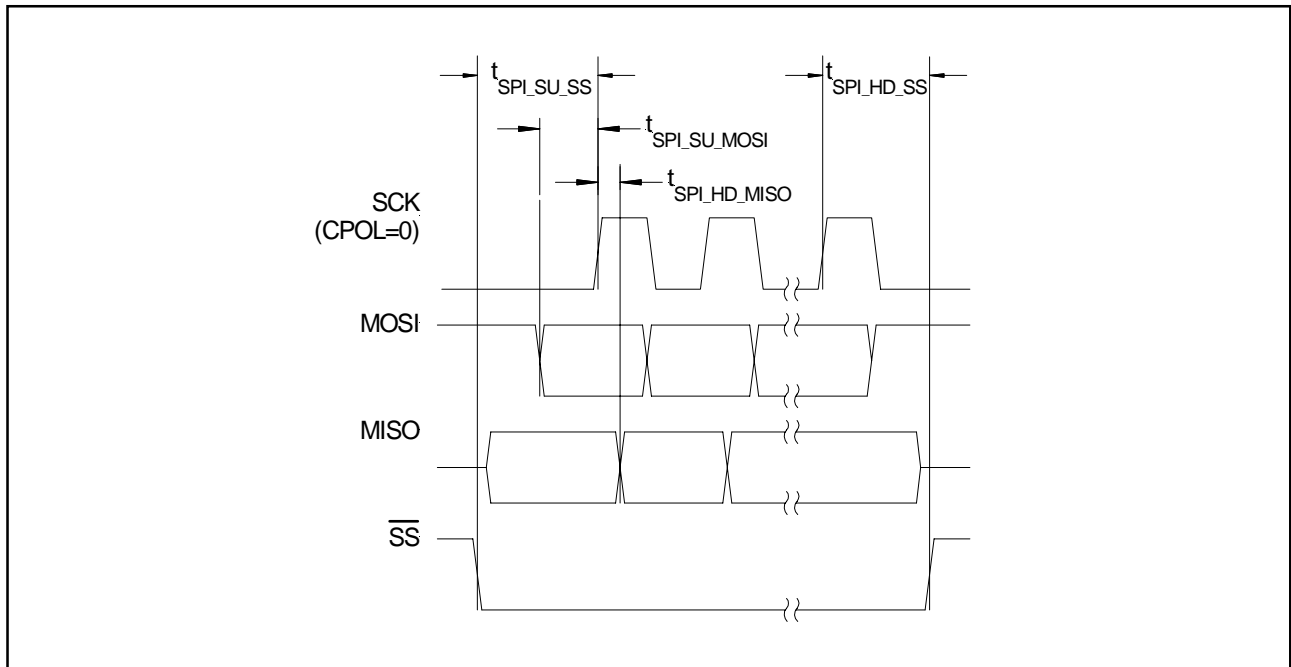 tSPI_SU_SS
tSPI_HD_SS
tSPI_SU_MOSI
tSPI_HD_MISO
SCK
(CPOL=0)
MOSI
MISO
SS